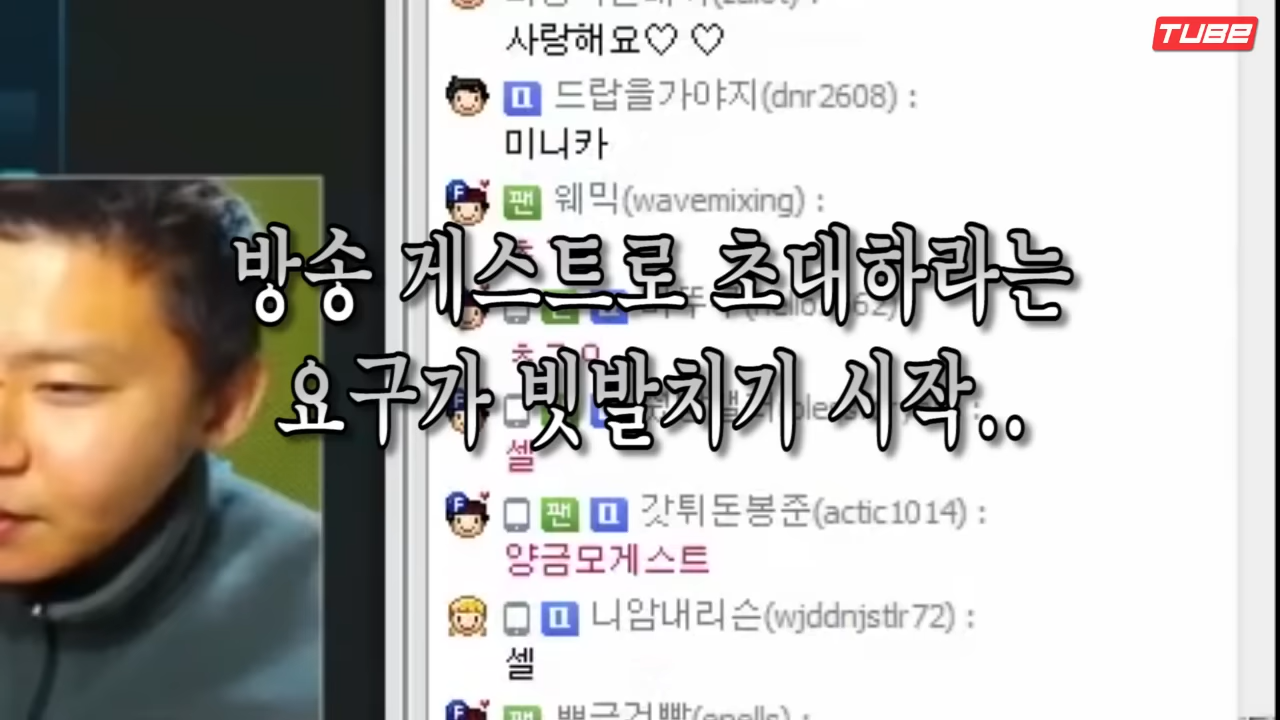 TUBE
사랑해요♡ ♡
드랍을가야지(dnr2608) :
미니카
팬 웨믹(wavemixing) :
방송 게스트로 초대하라는
요구가 빗발치기 시작..
셀
팬 갓튀돈봉준(actic1014) :
양금모게스트
니암내리슨(wjddnjstlr72) :
셀
팬